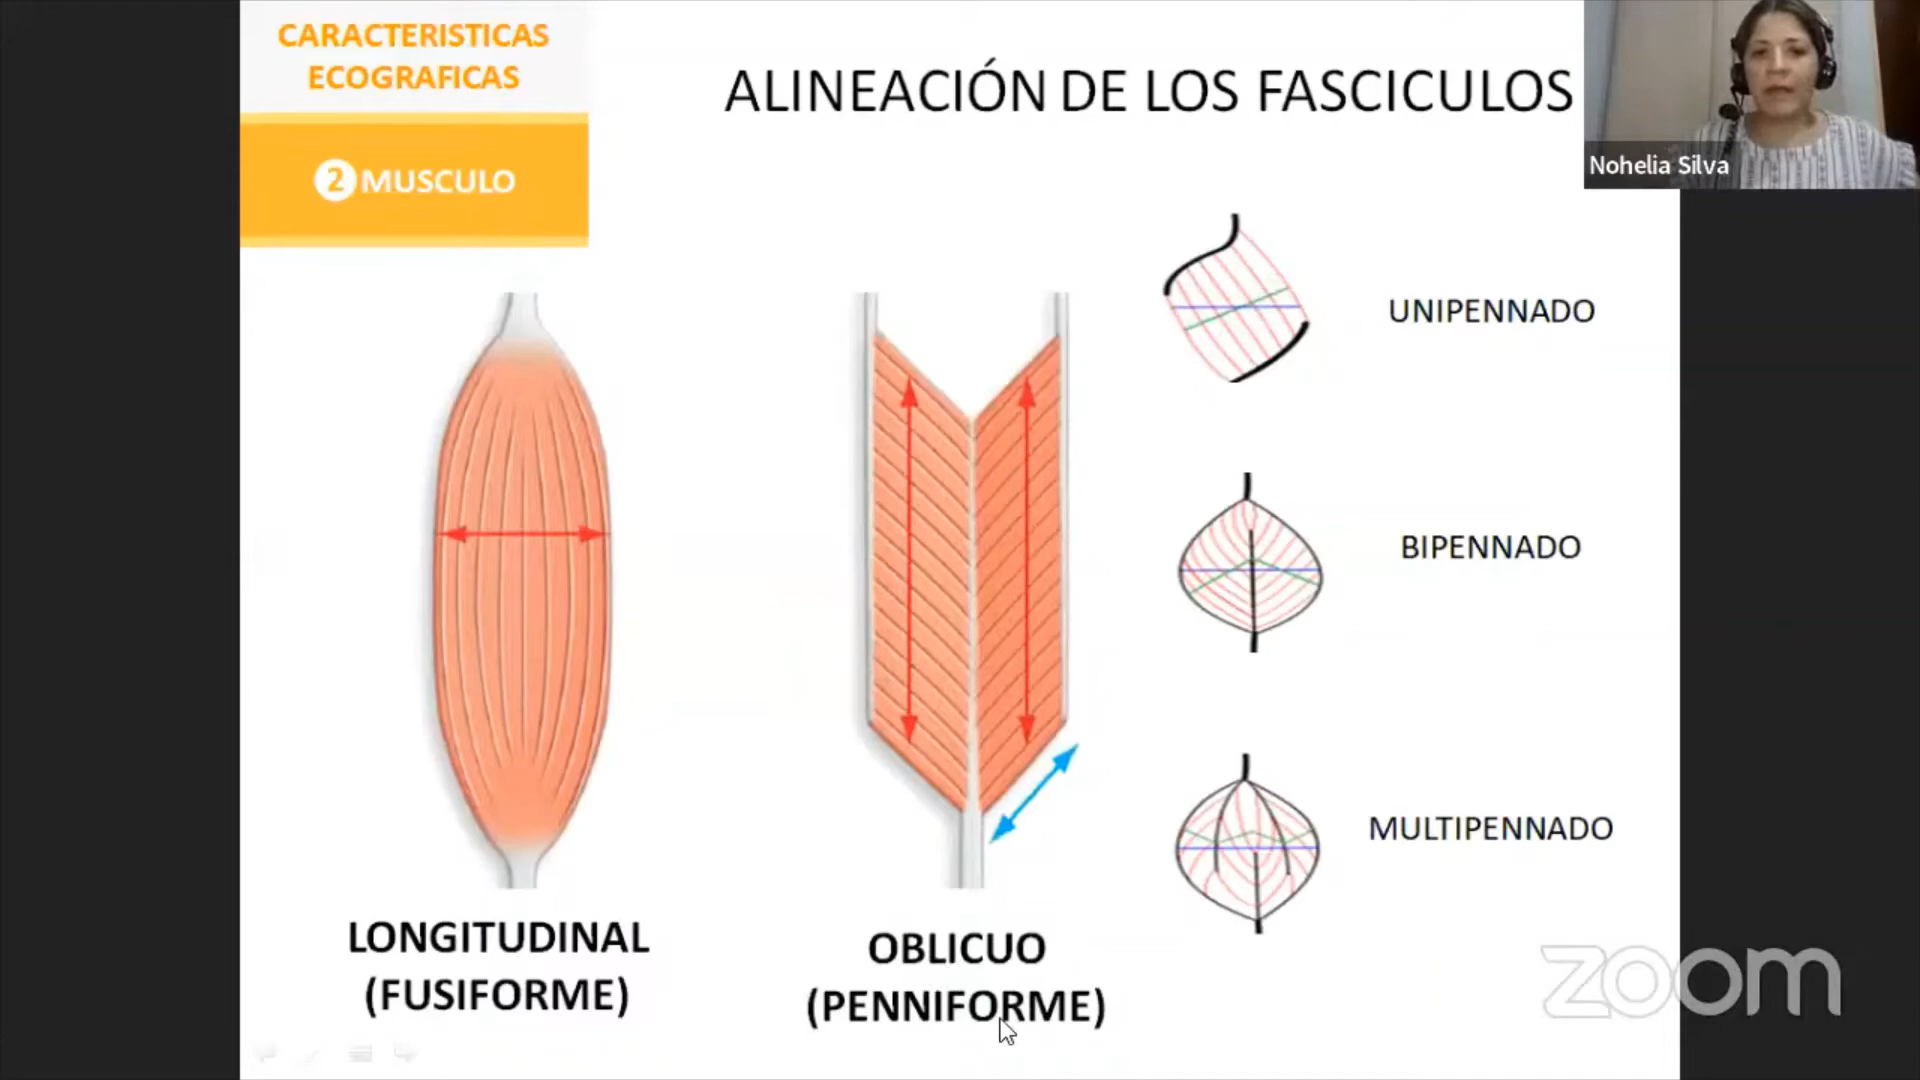 CARACTERISTICAS
ECOGRAFICAS
2 MUSCULO
ALINEACIÓN DE LOS FASCICULOS
Nohelia Silva
UNIPENNADO
BIPENNADO
MULTIPENNADO
LONGITUDINAL
(FUSIFORME)
OBLICUO
(PENNIFORME)
zoom